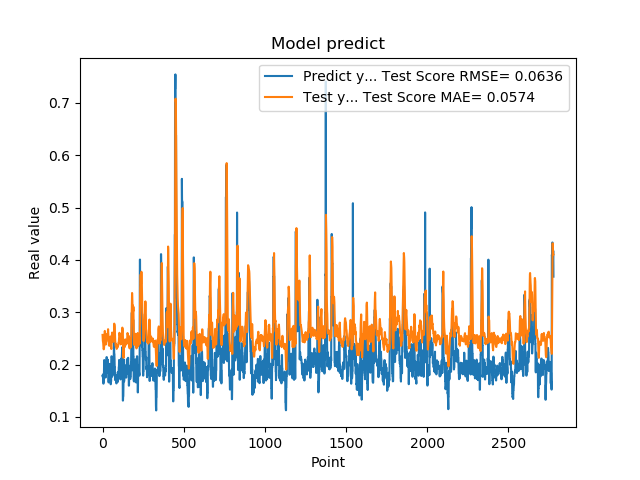 Model predict
Predict y... Test Score RMSE= 0.0636
Test y... Test Score MAE= 0.0574
0.7
0.6
0.5
0.4
0.3
0.2
0.1
Real value
0 500 1000 1500 2000 2500
Point